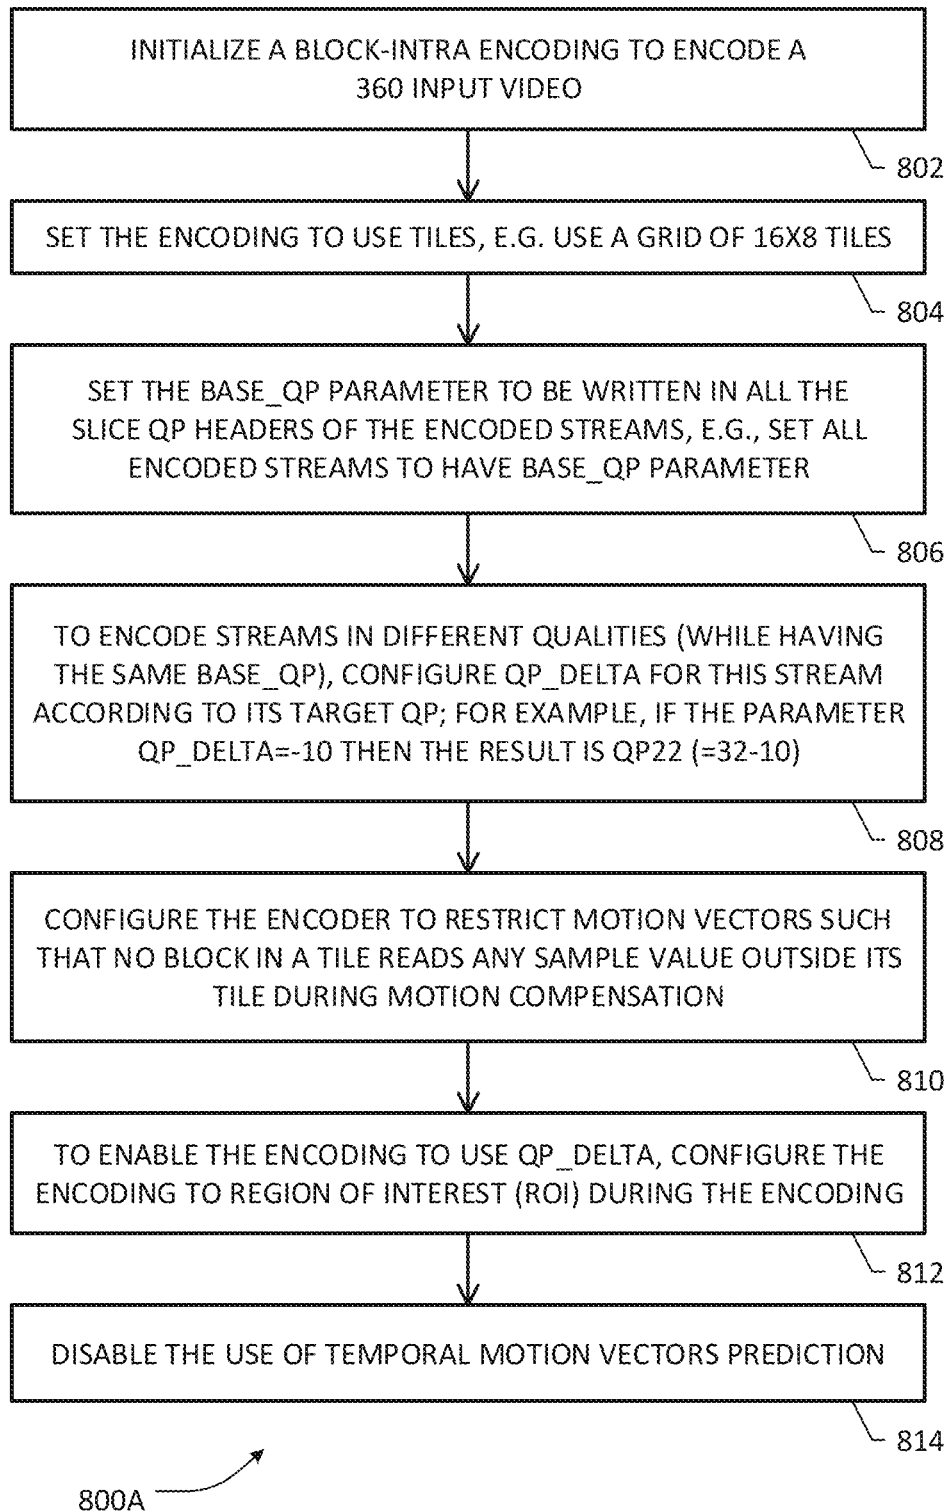 INITIALIZE A BLOCK-INTRA ENCODING TO ENCODE A
360 INPUT VIDEO
802
SET THE ENCODING TO USE TILES, E.G. USE A GRID OF 16X8 TILES
804
SET THE BASE_QP PARAMETER TO BE WRITTEN IN ALL THE
SLICE QP HEADERS OF THE ENCODED STREAMS, E.G., SET ALL
ENCODED STREAMS TO HAVE BASE_QP PARAMETER
806
TO ENCODE STREAMS IN DIFFERENT QUALITIES (WHILE HAVING
THE SAME BASE_QP), CONFIGURE QP_DELTA FOR THIS STREAM
ACCORDING TO ITS TARGET QP; FOR EXAMPLE, IF THE PARAMETER
QP_DELTA=-10 THEN THE RESULT IS QP22 (=32-10)
808
CONFIGURE THE ENCODER TO RESTRICT MOTION VECTORS SUCH
THAT NO BLOCK IN A TILE READS ANY SAMPLE VALUE OUTSIDE ITS
TILE DURING MOTION COMPENSATION
810
TO ENABLE THE ENCODING TO USE QP_DELTA, CONFIGURE THE
ENCODING TO REGION OF INTEREST (ROI) DURING THE ENCODING
812
DISABLE THE USE OF TEMPORAL MOTION VECTORS PREDICTION
814
800A